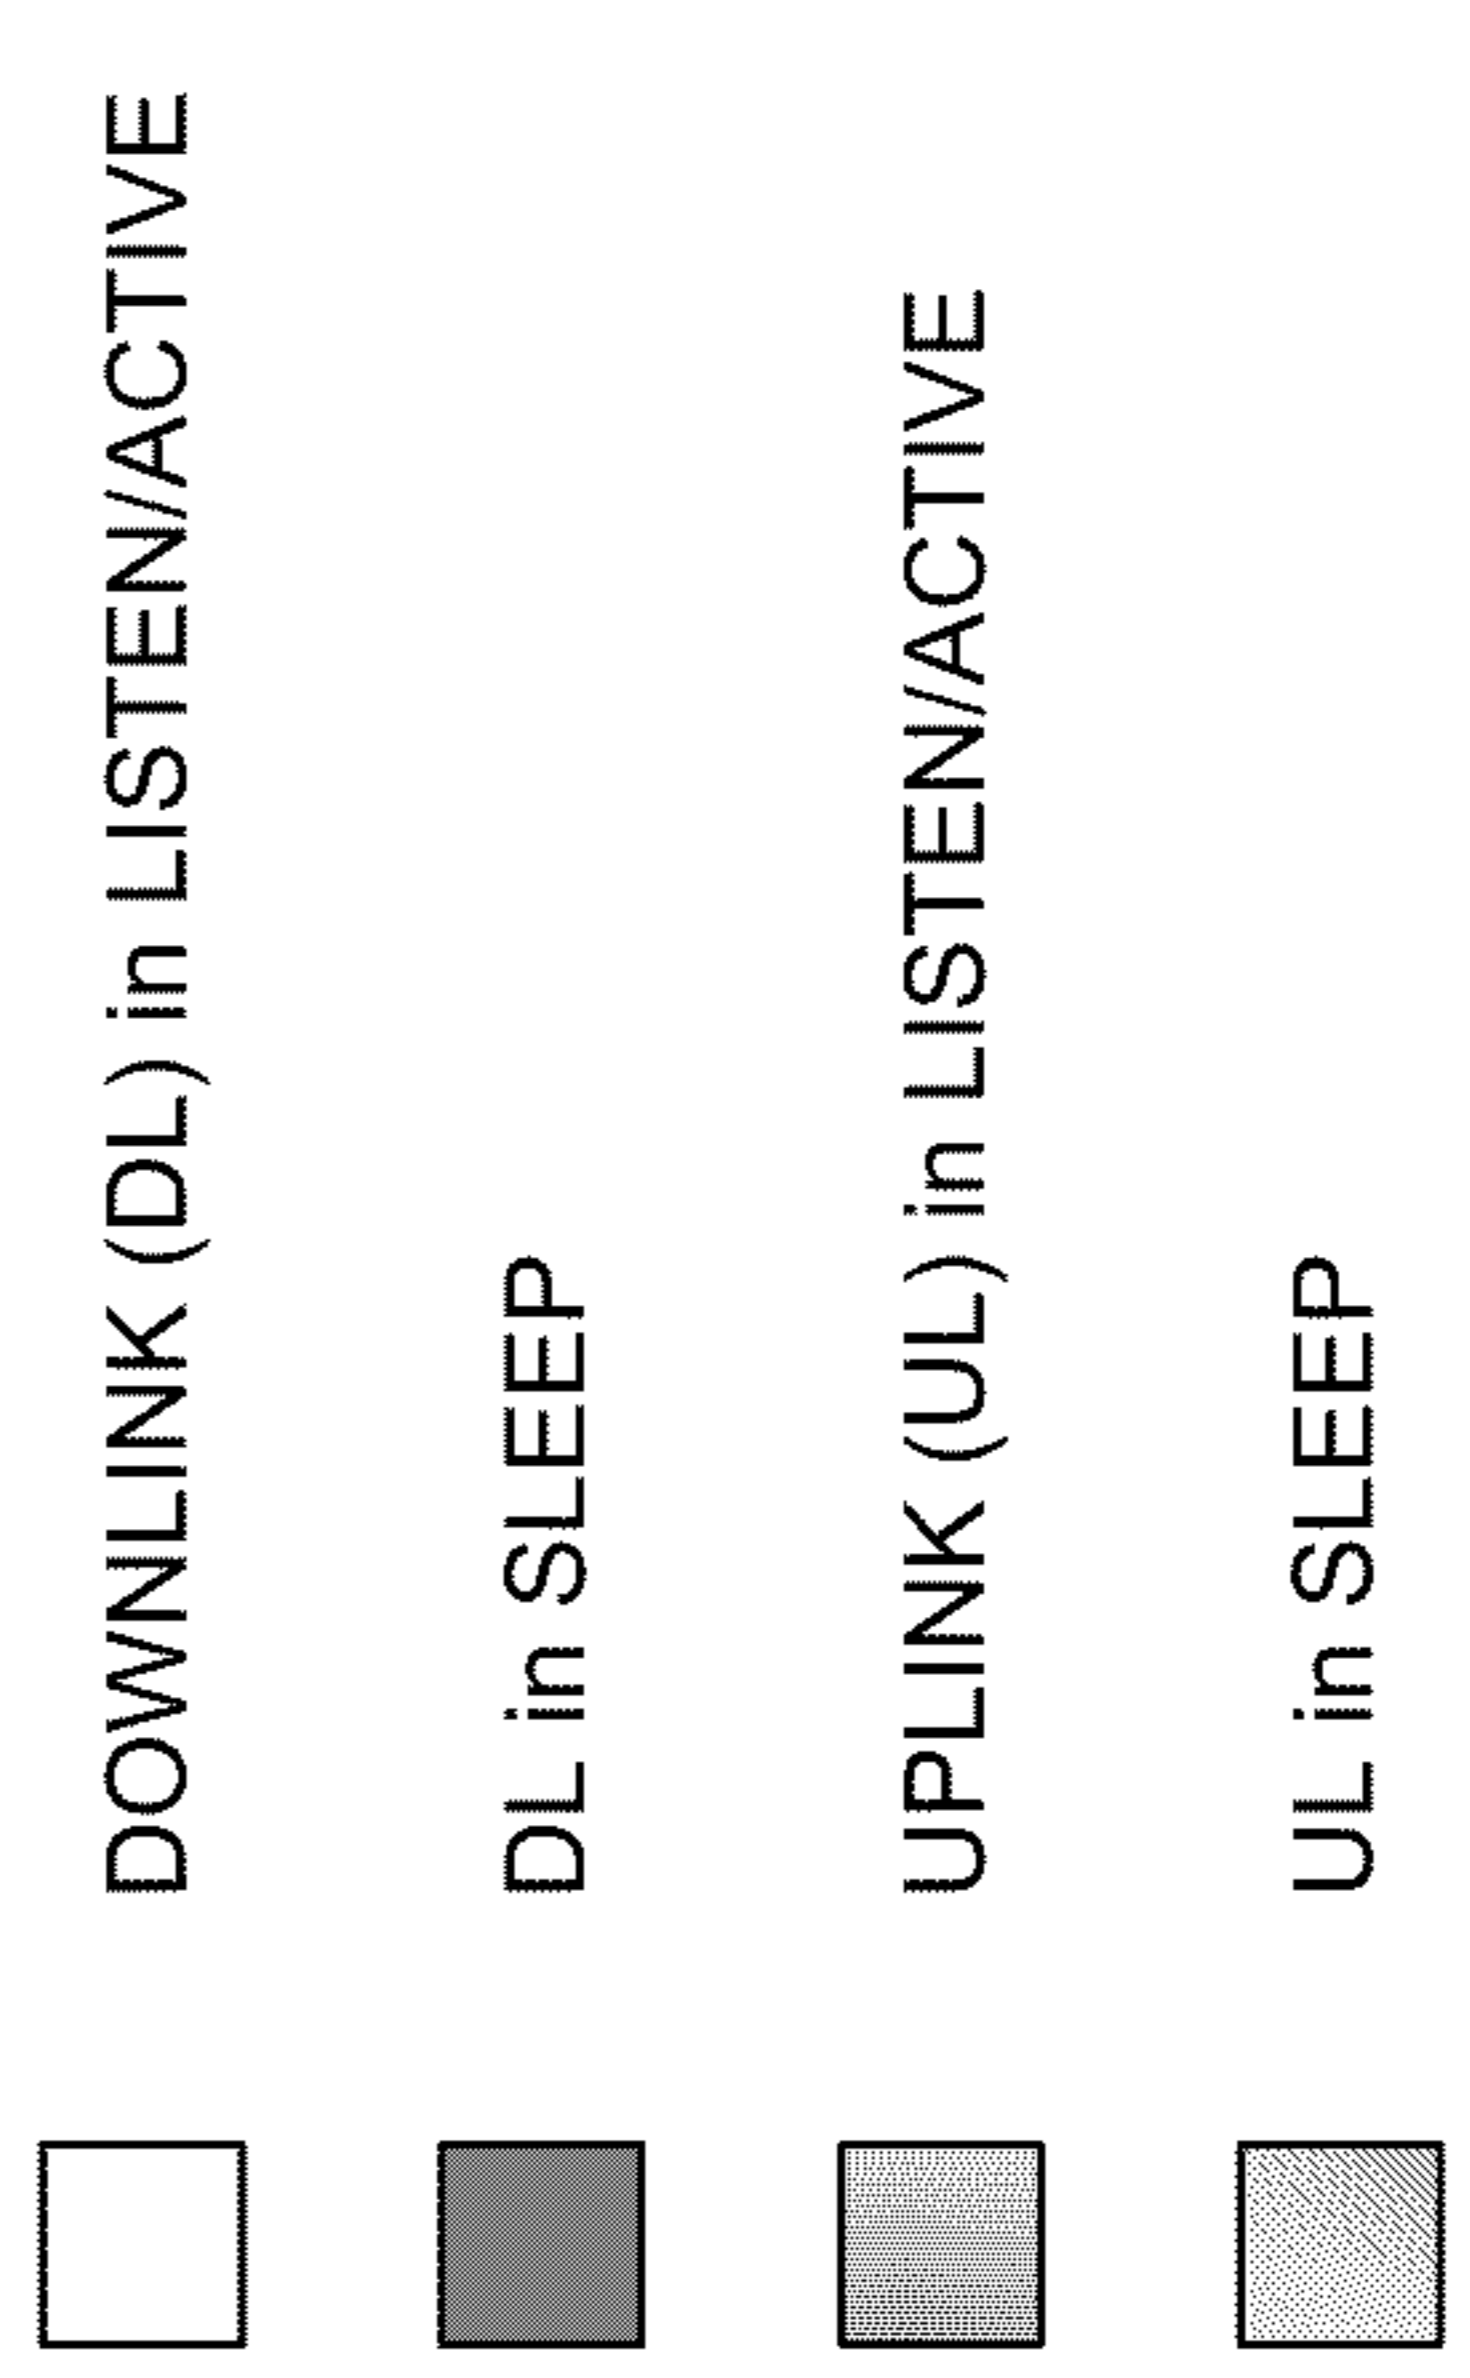 DOWNLINK (DL) in LISTEN/ACTIVE
DL in SLEEP
UPLINK (UL) in LISTEN/ACTIVE
UL in SLEEP